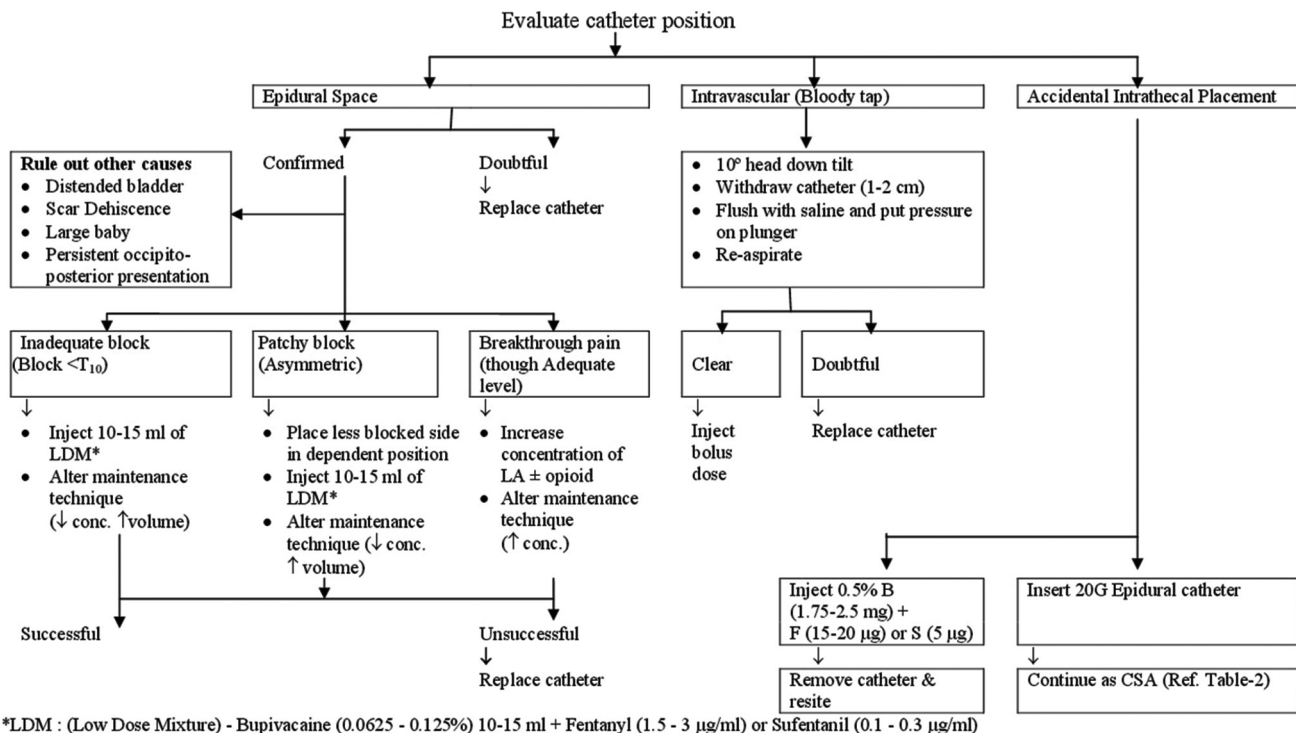 Evaluate catheter position
Epidural Space
Intravascular (Bloody tap)
Accidental Intrathecal Placement
Rule out other causes
● Distended bladder
● Scar Dehiscence
● Large baby
● Persistent occipito-
posterior presentation
Confirmed
Doubtful
↓
Replace catheter
● 10º head down tilt
● Withdraw catheter (1-2 cm)
● Flush with saline and put pressure
on plunger
● Re-aspirate
Inadequate block
(Block <T10)
↓
● Inject 10-15 ml of
LDM*
● Alter maintenance
technique
(↓ conc. ↑volume)
Patchy block
(Asymmetric)
↓
● Place less blocked side
in dependent position
● Inject 10-15 ml of
LDM*
● Alter maintenance
technique (↓ conc.
↑ volume)
Breakthrough pain
(though Adequate
level)
↓
● Increase
concentration of
LA ± opioid
● Alter maintenance
technique
(↑ conc.)
Clear
↓
Inject
bolus
dose
Doubtful
↓
Replace catheter
Successful
Unsuccessful
↓
Replace catheter
Inject 0.5% B
(1.75-2.5 mg) +
F (15-20 µg) or S (5 µg)
↓
Remove catheter &
resite
Insert 20G Epidural catheter
↓
Continue as CSA (Ref. Table-2)
*LDM : (Low Dose Mixture) - Bupivacaine (0.0625 - 0.125%) 10-15 ml + Fentanyl (1.5 - 3 µg/ml) or Sufentanil (0.1 - 0.3 µg/ml)